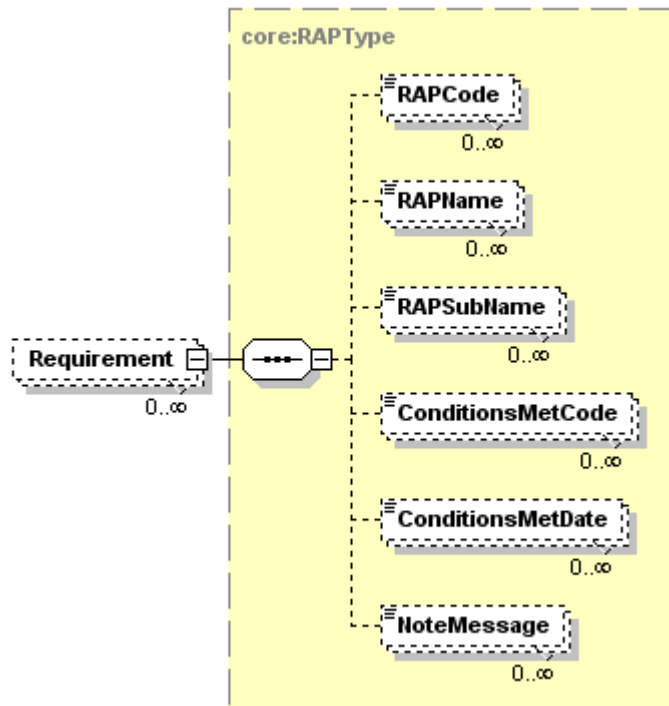 core:RAPType
RAPCode
0..∞
RAPName
0..∞
RAPSubName
0..∞
Requirement
0..∞
ConditionsMetCode
0..∞
ConditionsMetDate
0..∞
NoteMessage
0..∞